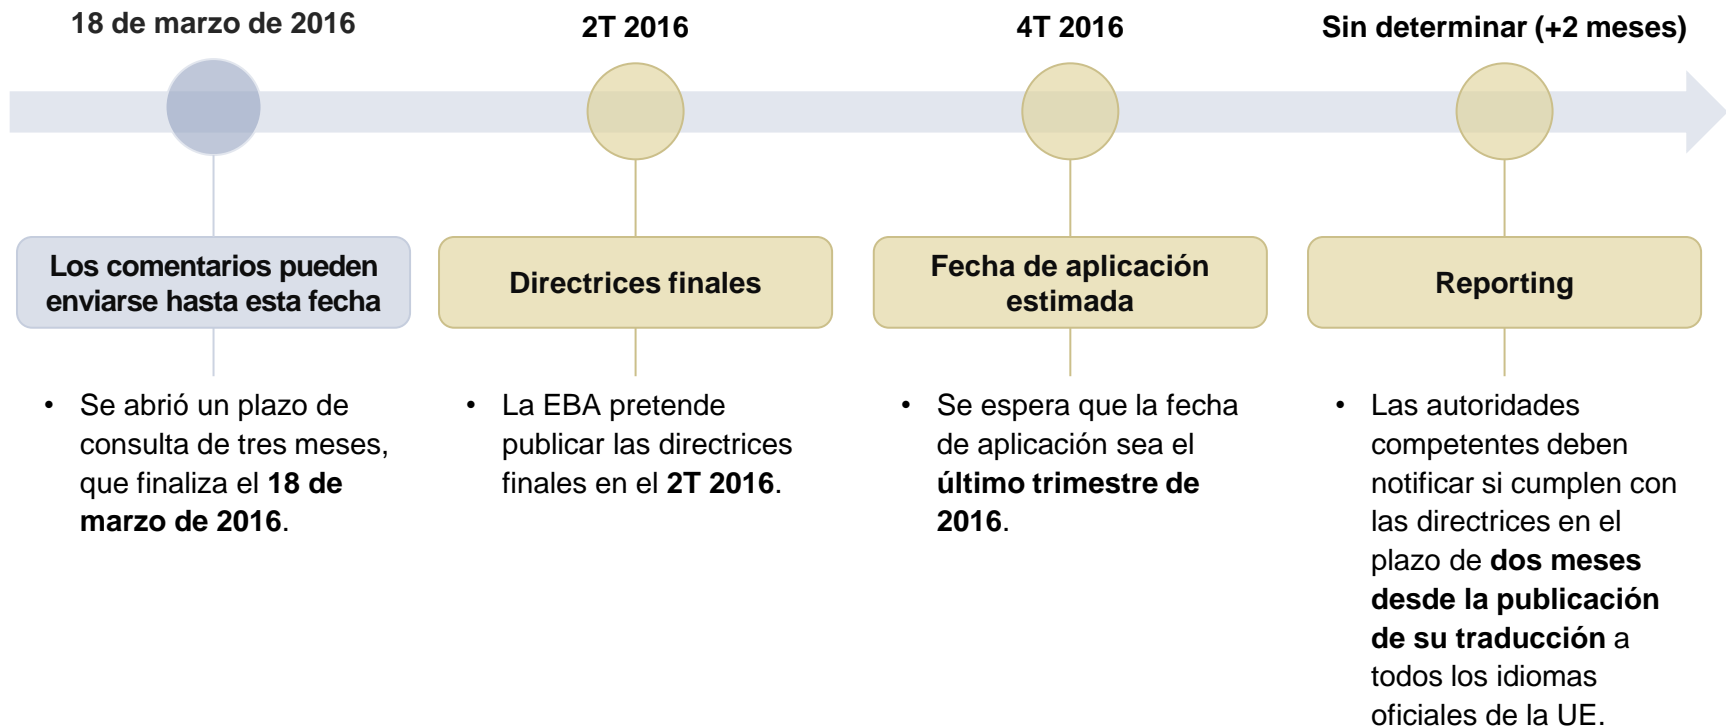 18 de marzo de 2016
2T 2016
4T 2016
Sin determinar (+2 meses)
Los comentarios pueden
enviarse hasta esta fecha
Directrices finales
Fecha de aplicación
estimada
Reporting
• Se abrió un plazo de
consulta de tres meses,
que finaliza el 18 de
marzo de 2016.
• La EBA pretende
publicar las directrices
finales en el 2T 2016.
• Se espera que la fecha
de aplicación sea el
último trimestre de
2016.
• Las autoridades
competentes deben
notificar si cumplen con
las directrices en el
plazo de dos meses
desde la publicación
de su traducción a
todos los idiomas
oficiales de la UE.